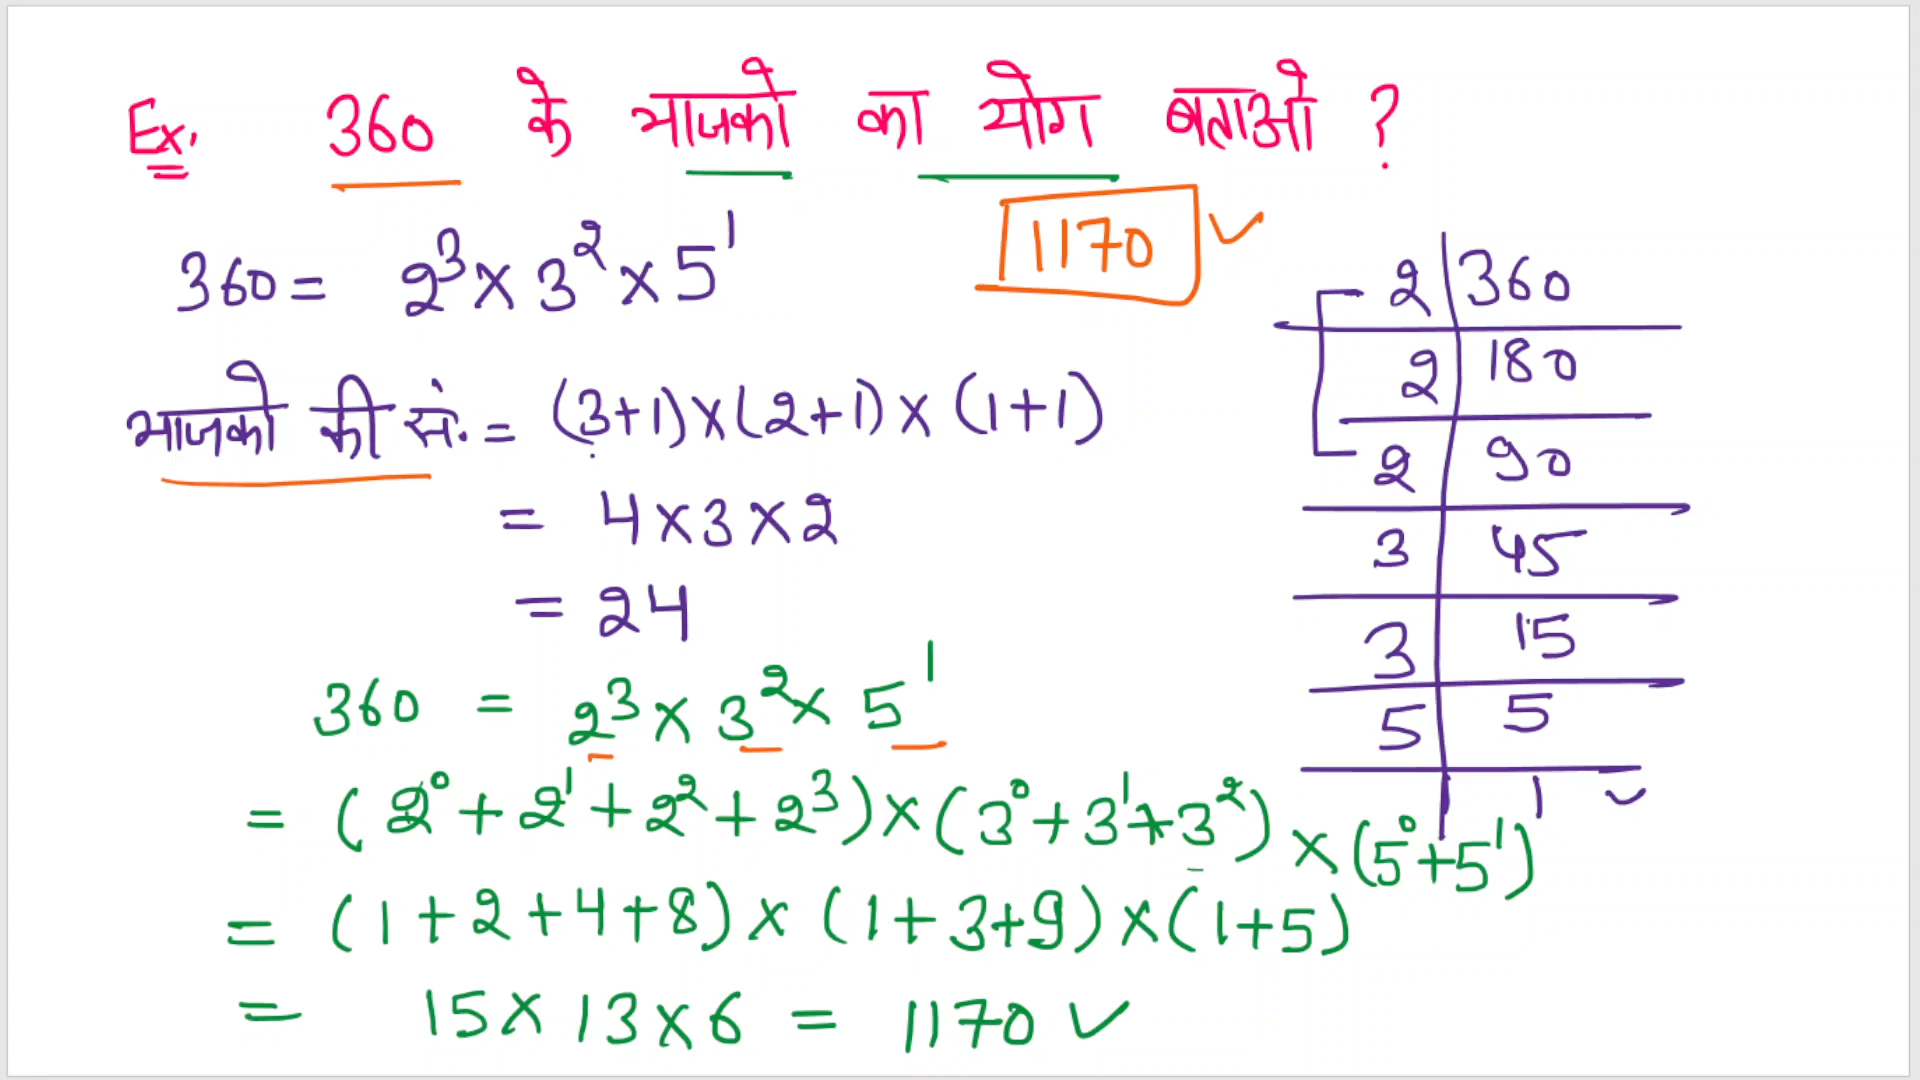 Ex. 360 के भाजको का योग बताओ ?
1170 ✓
360 = 2³ × 3² × 5¹
भाजको की सं. = (3+1)×(2+1)×(1+1)
= 4×3×2
= 24
360 = 2³ × 3² × 5¹
= (2⁰+2¹+2²+2³)×(3⁰+3¹+3²)×(5⁰+5¹)
= (1+2+4+8)×(1+3+9)×(1+5)
= 15×13×6 = 1170 ✓
2 | 360
2 | 180
2 | 90
3 | 45
3 | 15
5 | 5
| 1 ✓